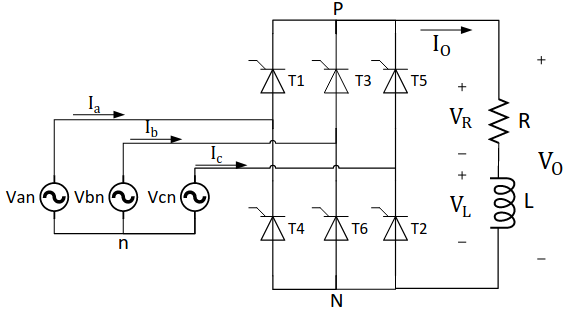 P
I_O
+
T1 T3 T5
+
I_a
V_R
R
I_b
−
V_O
I_c
+
Van Vbn Vcn
V_L
L
n
T4 T6 T2
−
−
N